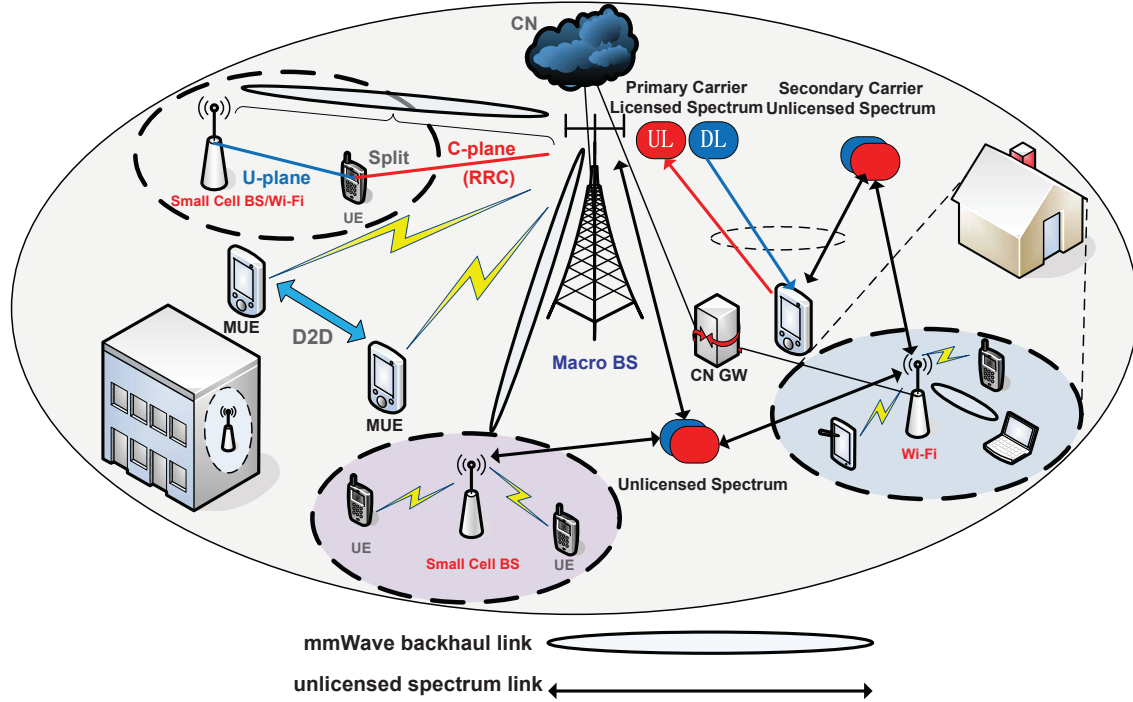 CN
Primary Carrier
Licensed Spectrum
Secondary Carrier
Unlicensed Spectrum
UL
DL
Split
C-plane
(RRC)
U-plane
Small Cell BS/Wi-Fi
UE
MUE
D2D
MUE
Macro BS
CN GW
Wi-Fi
Unlicensed Spectrum
UE
Small Cell BS
UE
mmWave backhaul link
unlicensed spectrum link